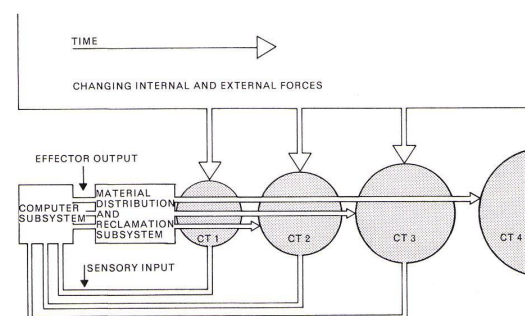 TIME
CHANGING INTERNAL AND EXTERNAL FORCES
EFFECTOR OUTPUT
COMPUTER
SUBSYSTEM
MATERIAL
DISTRIBUTION
AND
RECLAMATION
SUBSYSTEM
CT 1
CT 2
CT 3
CT 4
SENSORY INPUT